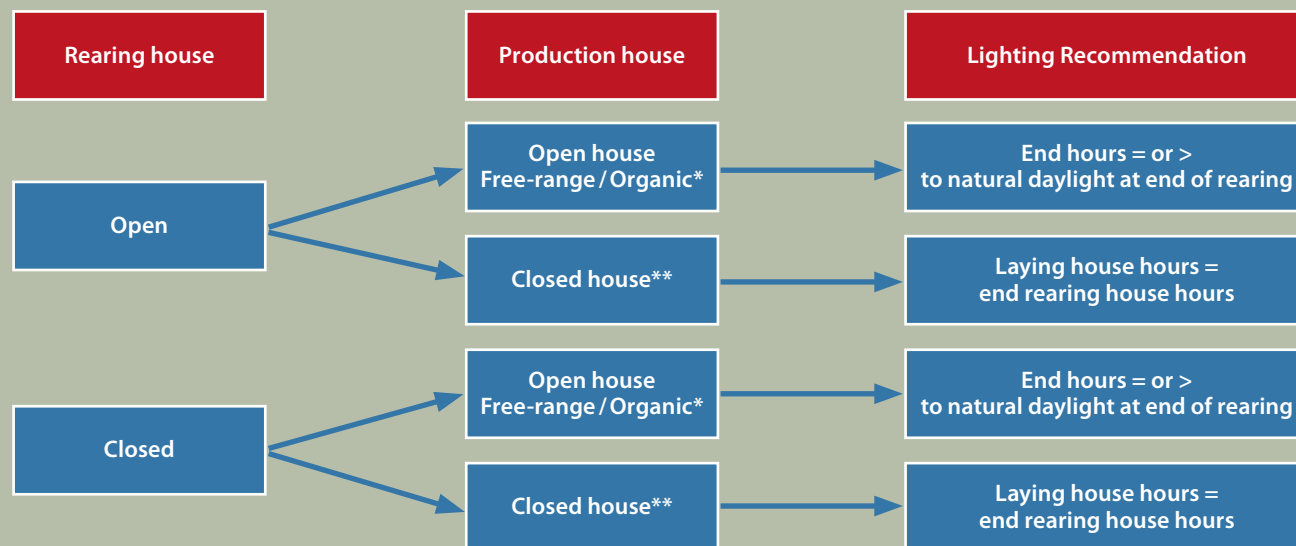 Rearing house
Production house
Lighting Recommendation
Open
Open house
Free-range / Organic*
End hours = or >
to natural daylight at end of rearing
Closed house**
Laying house hours =
end rearing house hours
Closed
Open house
Free-range / Organic*
End hours = or >
to natural daylight at end of rearing
Closed house**
Laying house hours =
end rearing house hours